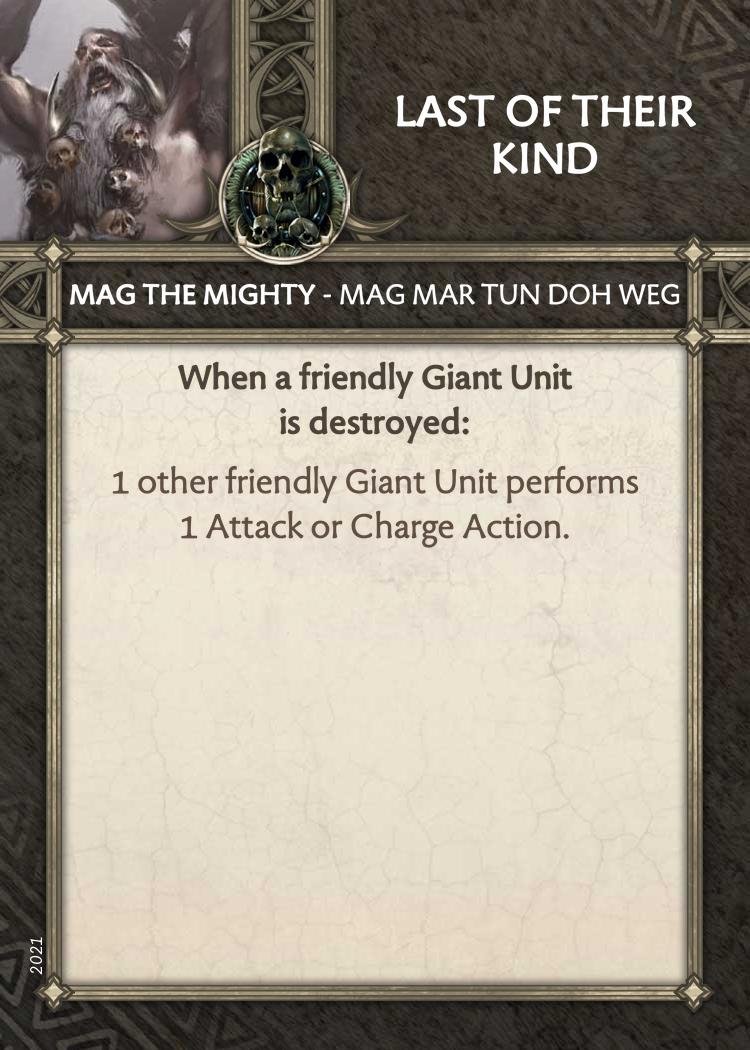 LAST OF THEIR
KIND
MAG THE MIGHTY - MAG MAR TUN DOH WEG
When a friendly Giant Unit
is destroyed:
1 other friendly Giant Unit performs
1 Attack or Charge Action.
2021